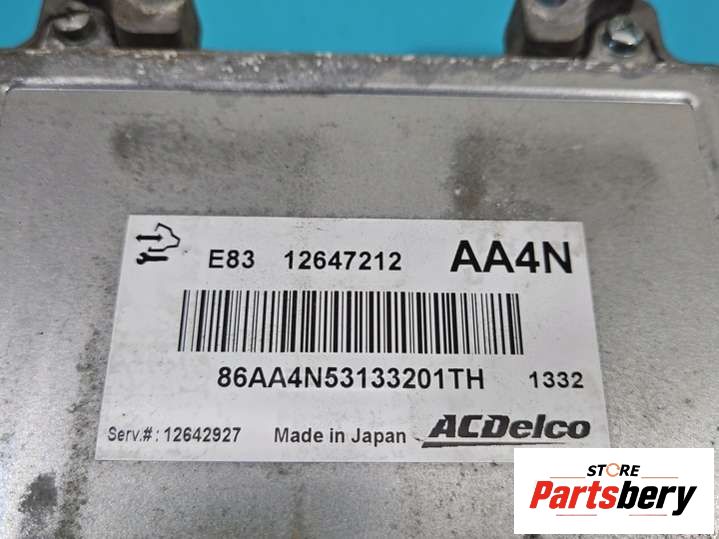 E83 12647212 AA4N
86AA4N53133201TH 1332
Serv.#: 12642927 Made in Japan ACDelco
STORE
Partsbery